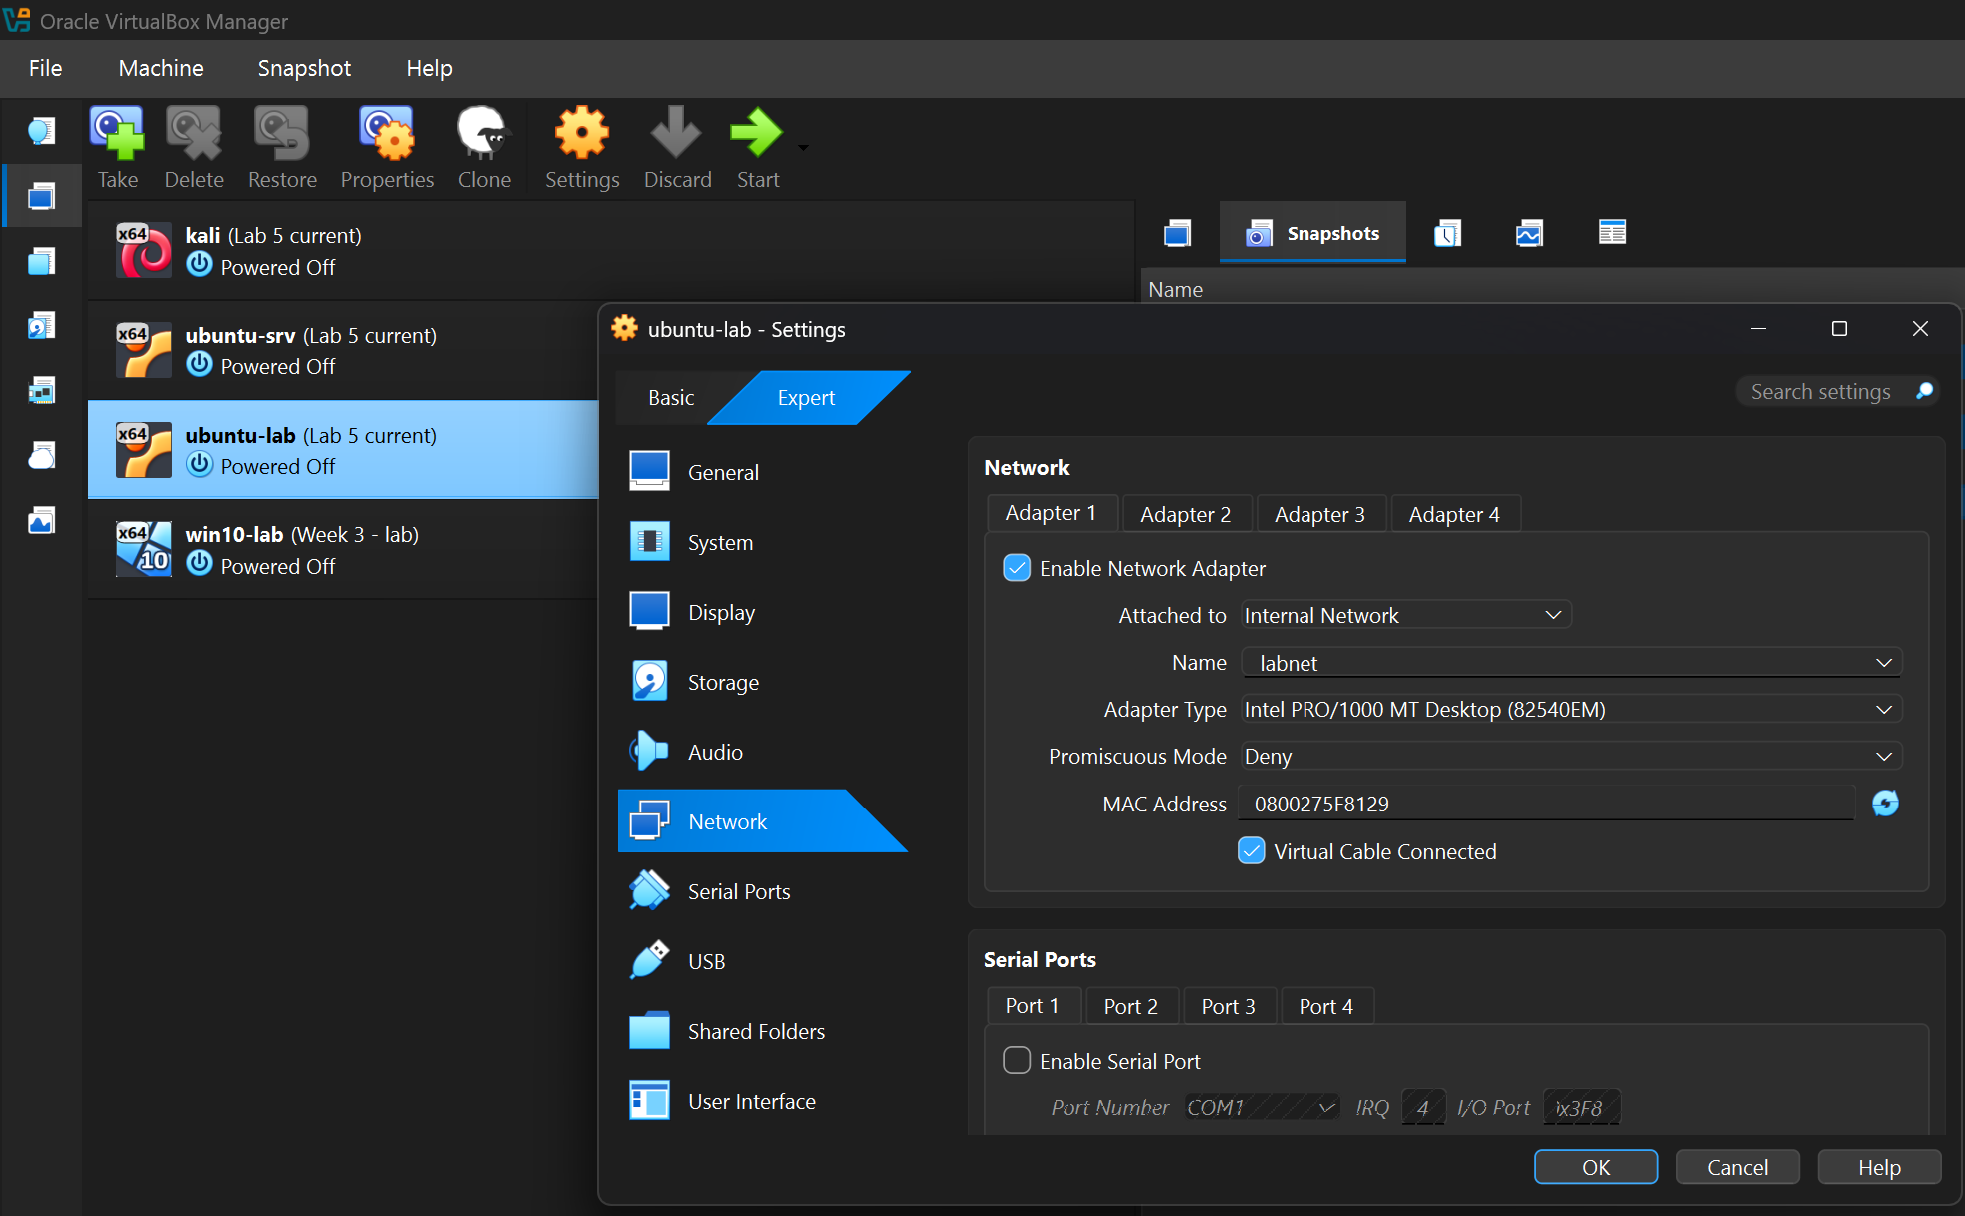 Oracle VirtualBox Manager
File Machine Snapshot Help
Take Delete Restore Properties Clone Settings Discard Start
x64 kali (Lab 5 current)
Powered Off
x64 ubuntu-srv (Lab 5 current)
Powered Off
x64 ubuntu-lab (Lab 5 current)
Powered Off
x64 10 win10-lab (Week 3 - lab)
Powered Off
Snapshots
Name
ubuntu-lab - Settings
Basic Expert
Search settings
General
System
Display
Storage
Audio
Network
Serial Ports
USB
Shared Folders
User Interface
Network
Adapter 1 Adapter 2 Adapter 3 Adapter 4
Enable Network Adapter
Attached to Internal Network
Name labnet
Adapter Type Intel PRO/1000 MT Desktop (82540EM)
Promiscuous Mode Deny
MAC Address 0800275F8129
Virtual Cable Connected
Serial Ports
Port 1 Port 2 Port 3 Port 4
Enable Serial Port
Port Number COM1 IRQ 4 I/O Port 0x3F8
OK Cancel Help